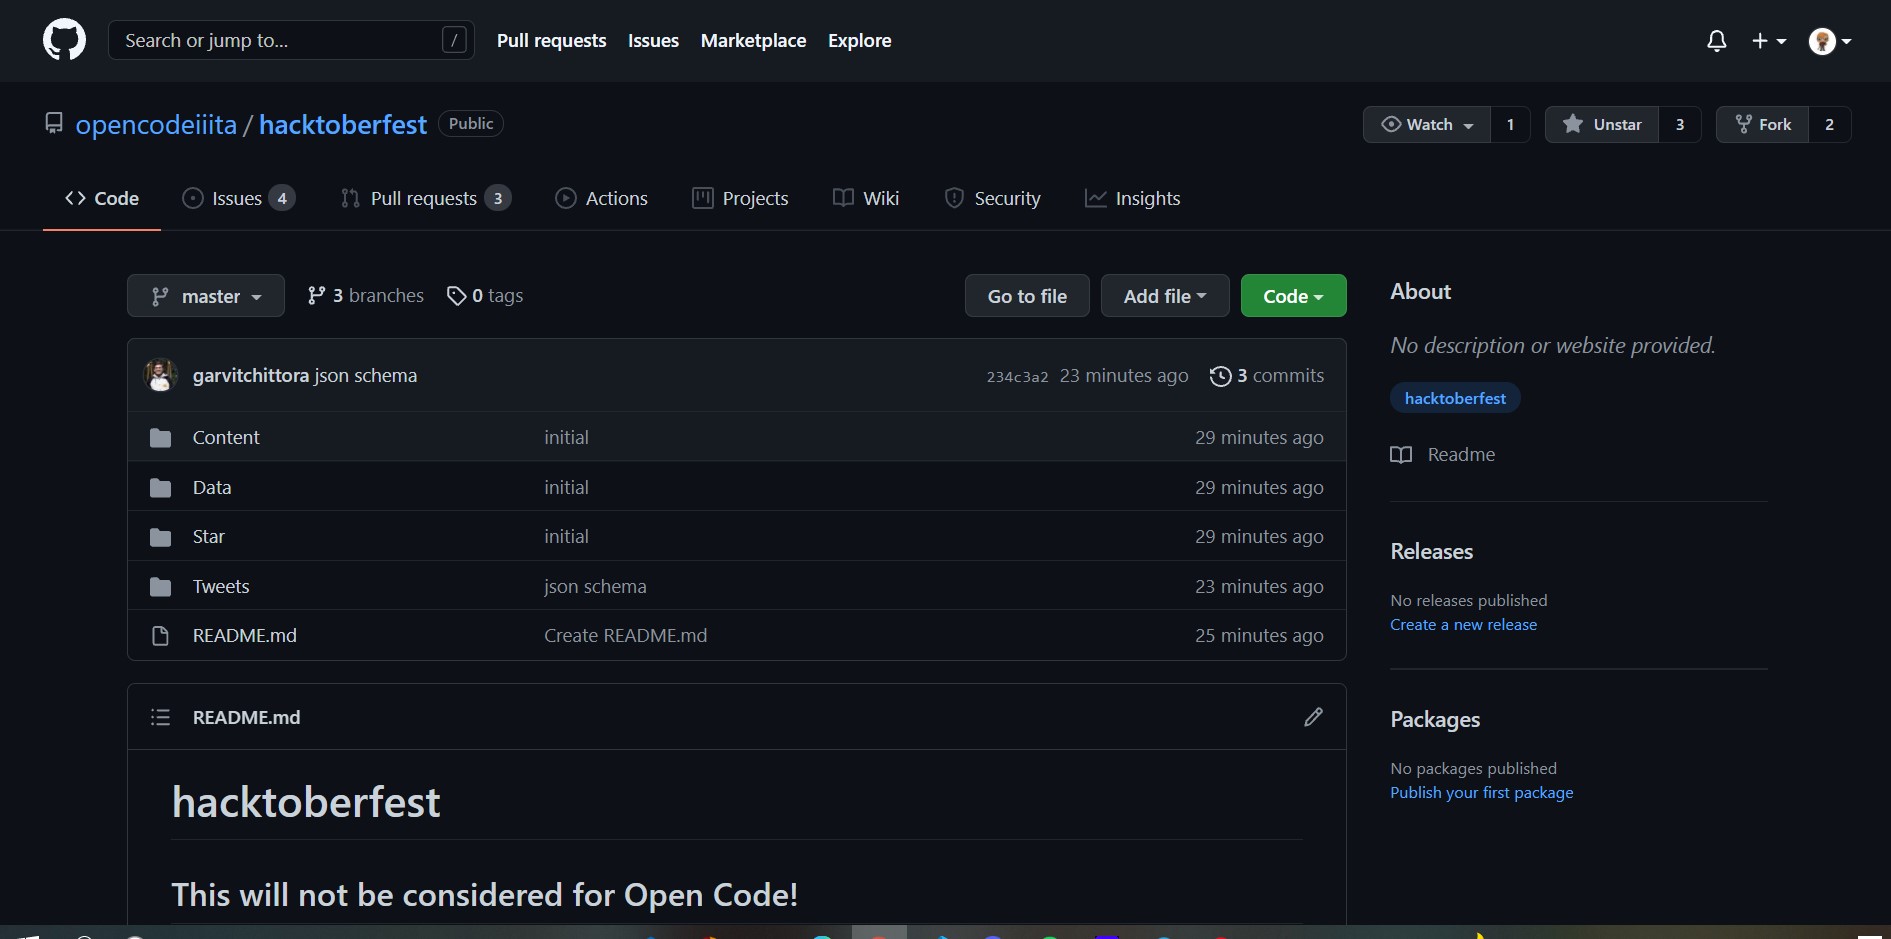 Search or jump to... / Pull requests Issues Marketplace Explore
opencodeiiita / hacktoberfest Public Watch 1 Unstar 3 Fork 2
Code Issues 4 Pull requests 3 Actions Projects Wiki Security Insights
master 3 branches 0 tags Go to file Add file Code
garvitchittora json schema 234c3a2 23 minutes ago 3 commits
Content initial 29 minutes ago
Data initial 29 minutes ago
Star initial 29 minutes ago
Tweets json schema 23 minutes ago
README.md Create README.md 25 minutes ago
README.md
hacktoberfest
This will not be considered for Open Code!
About
No description or website provided.
hacktoberfest
Readme
Releases
No releases published
Create a new release
Packages
No packages published
Publish your first package